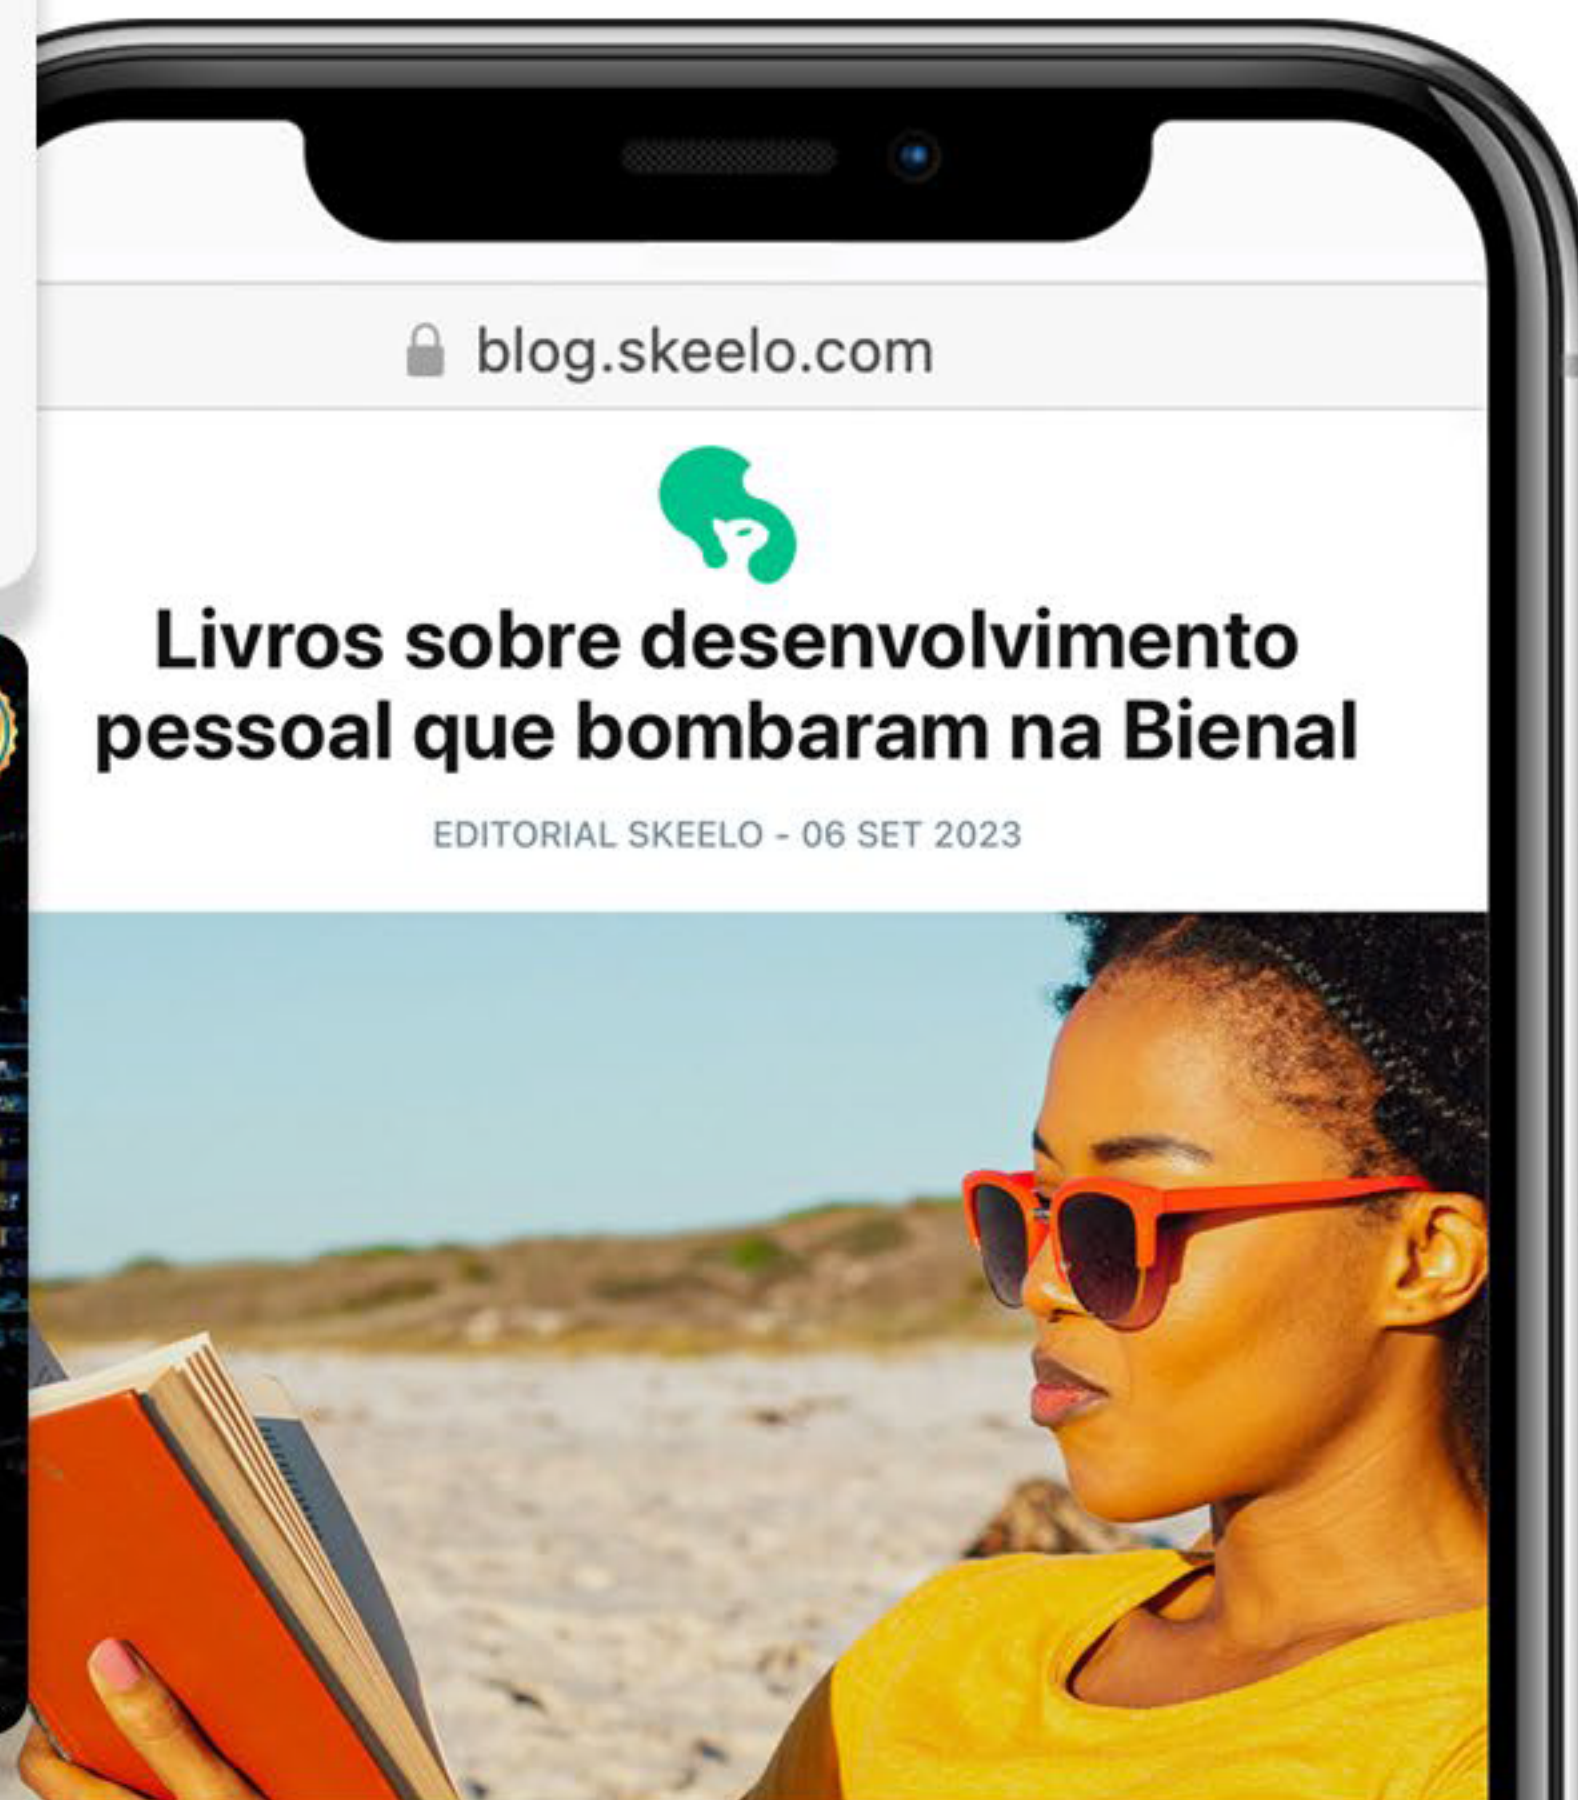 blog.skeelo.com
Livros sobre desenvolvimento
pessoal que bombaram na Bienal
EDITORIAL SKEELO - 06 SET 2023